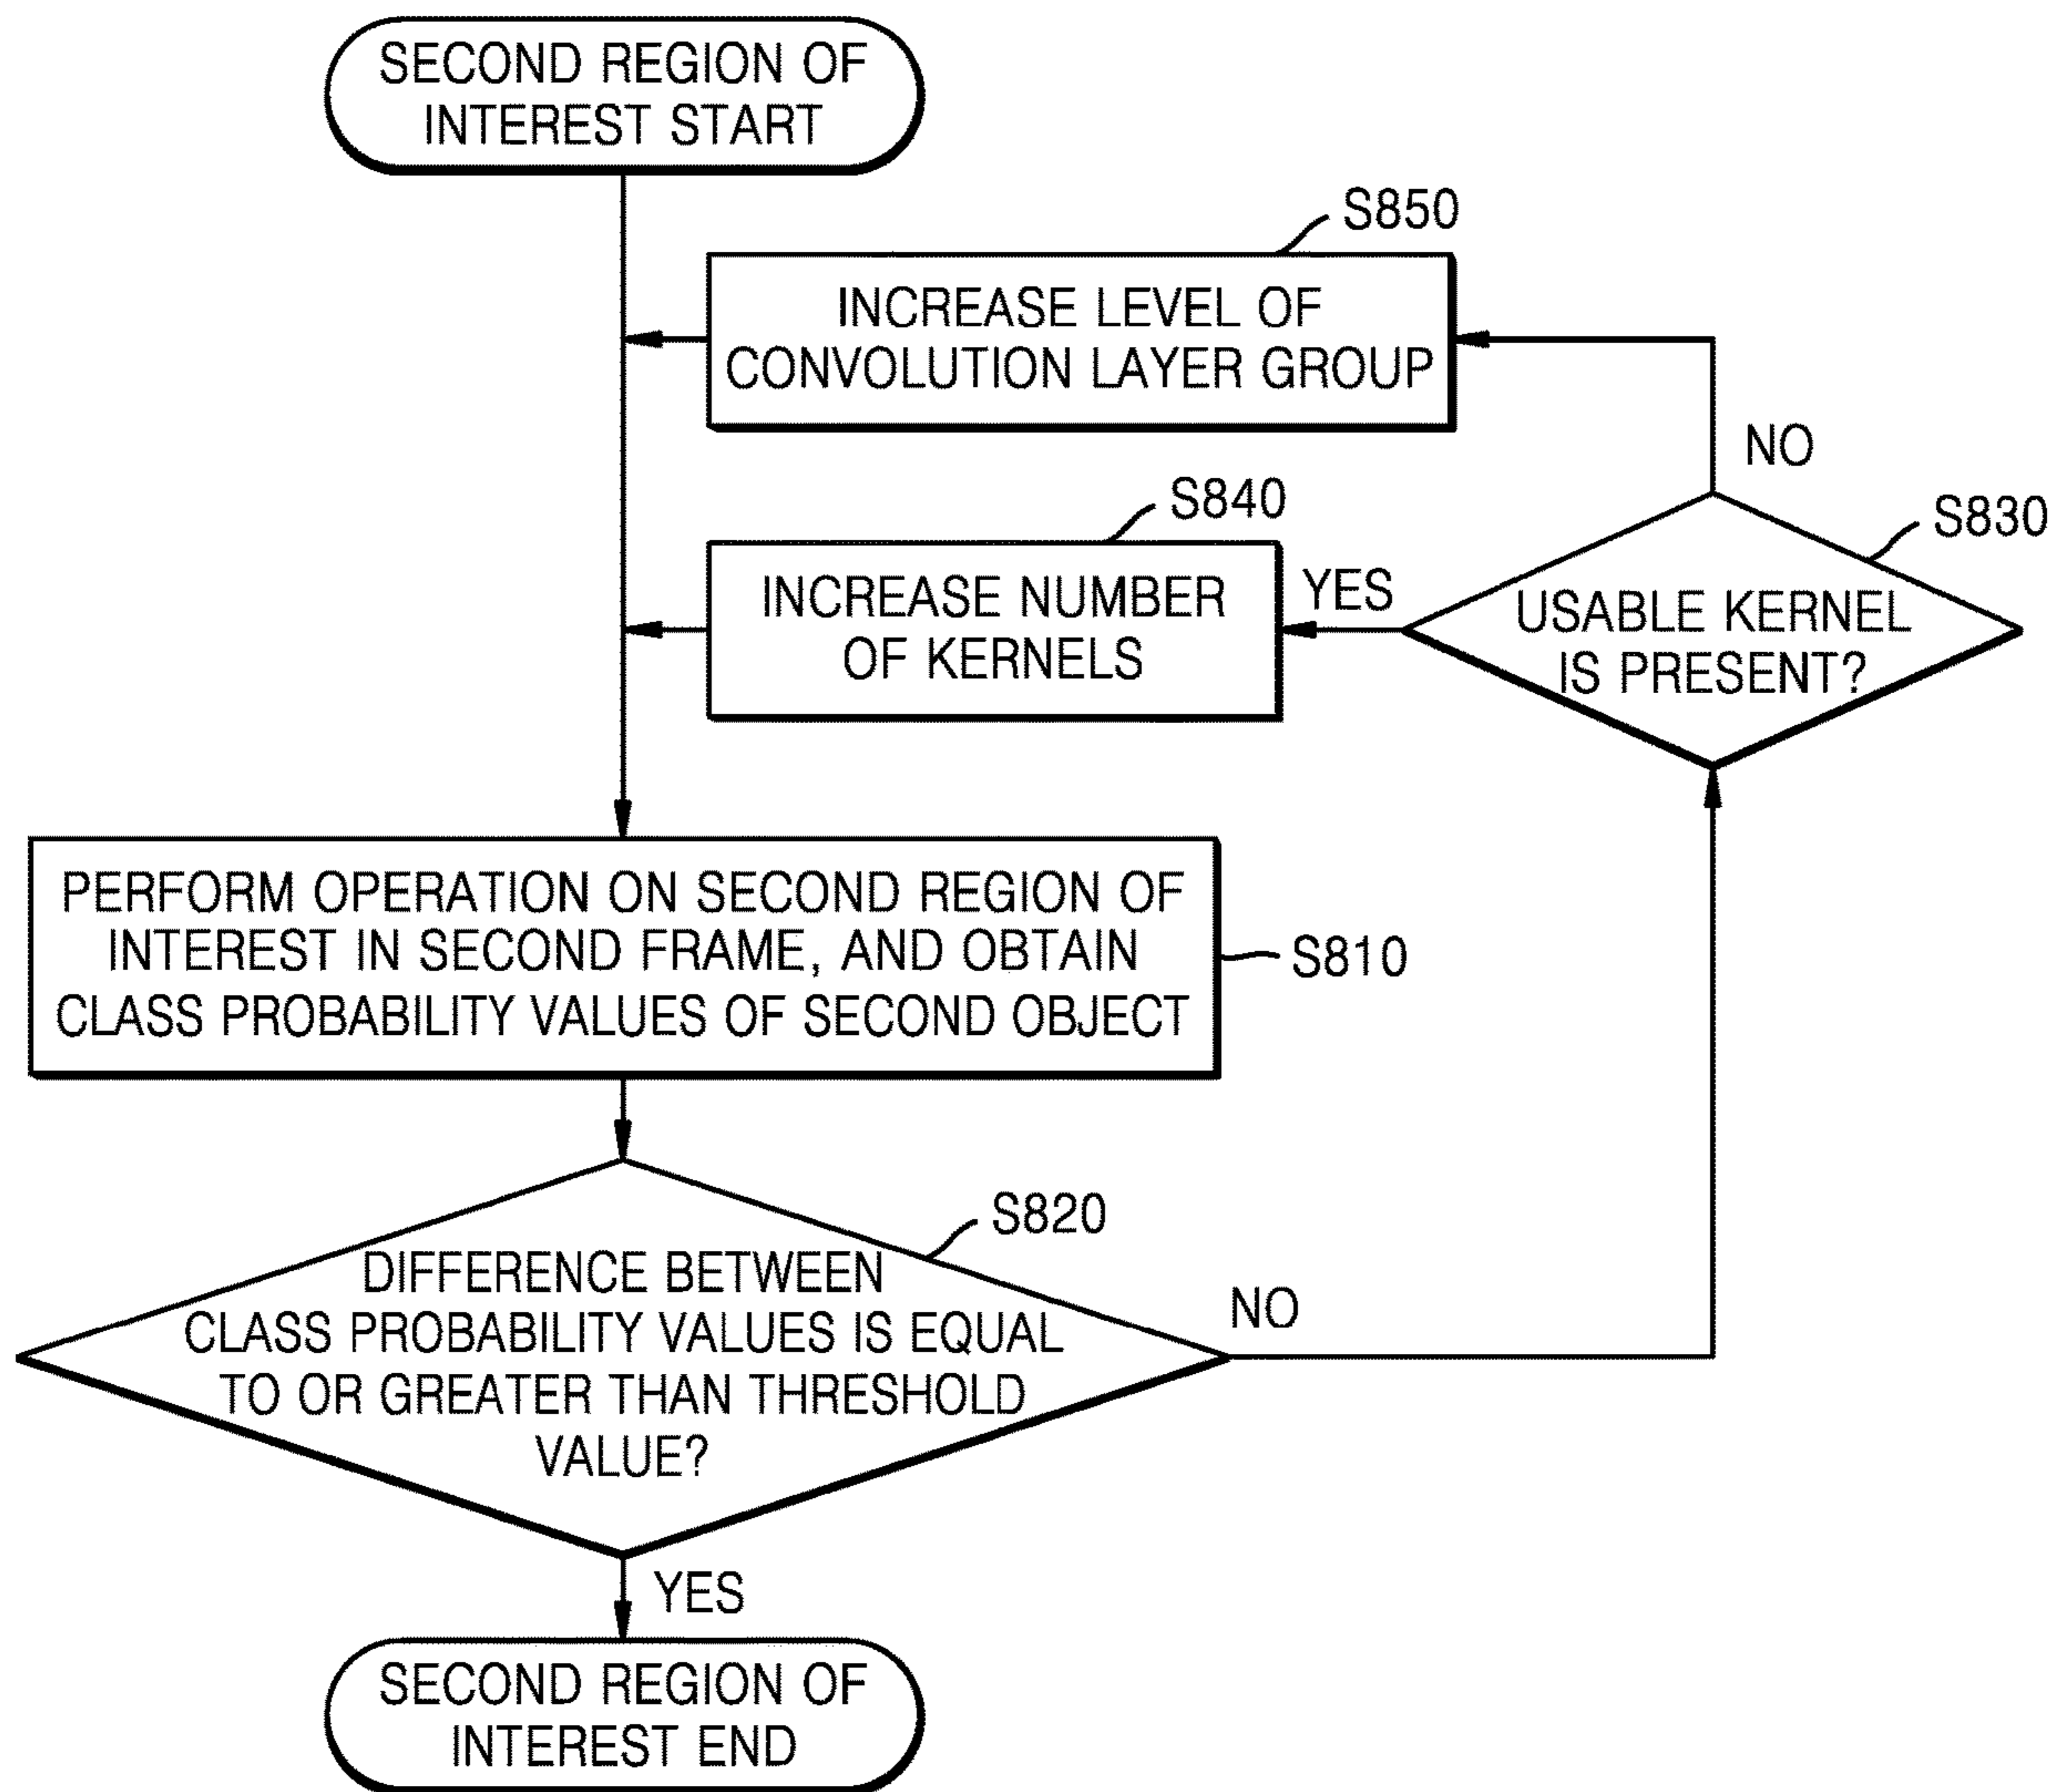 SECOND REGION OF
INTEREST START
S850
INCREASE LEVEL OF
CONVOLUTION LAYER GROUP
NO
S840
S830
INCREASE NUMBER
OF KERNELS
YES
USABLE KERNEL
IS PRESENT?
PERFORM OPERATION ON SECOND REGION OF
INTEREST IN SECOND FRAME, AND OBTAIN
CLASS PROBABILITY VALUES OF SECOND OBJECT
S810
S820
DIFFERENCE BETWEEN
CLASS PROBABILITY VALUES IS EQUAL
TO OR GREATER THAN THRESHOLD
VALUE?
NO
YES
SECOND REGION OF
INTEREST END